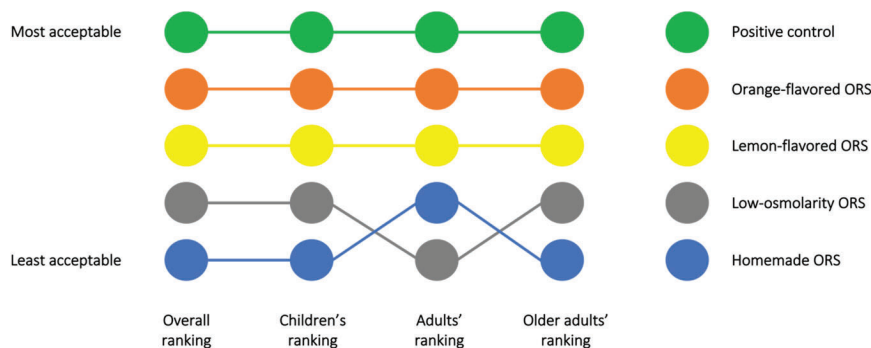 Most acceptable
Positive control
Orange-flavored ORS
Lemon-flavored ORS
Low-osmolarity ORS
Least acceptable
Homemade ORS
Overall
ranking
Children's
ranking
Adults'
ranking
Older adults'
ranking